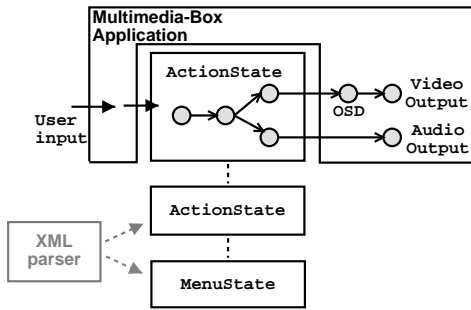 Multimedia-Box
Application
ActionState
User
input
OSD
Video
Output
Audio
Output
ActionState
XML
parser
MenuState